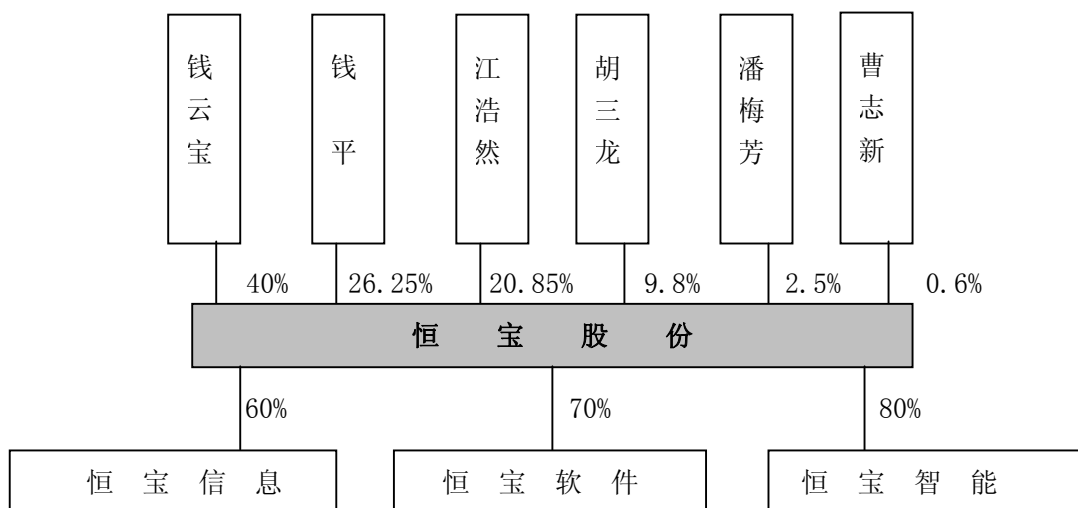 钱云宝
钱平
江浩然
胡三龙
潘梅芳
曹志新
40%
26.25%
20.85%
9.8%
2.5%
0.6%
恒宝股份
60%
70%
80%
恒宝信息
恒宝软件
恒宝智能